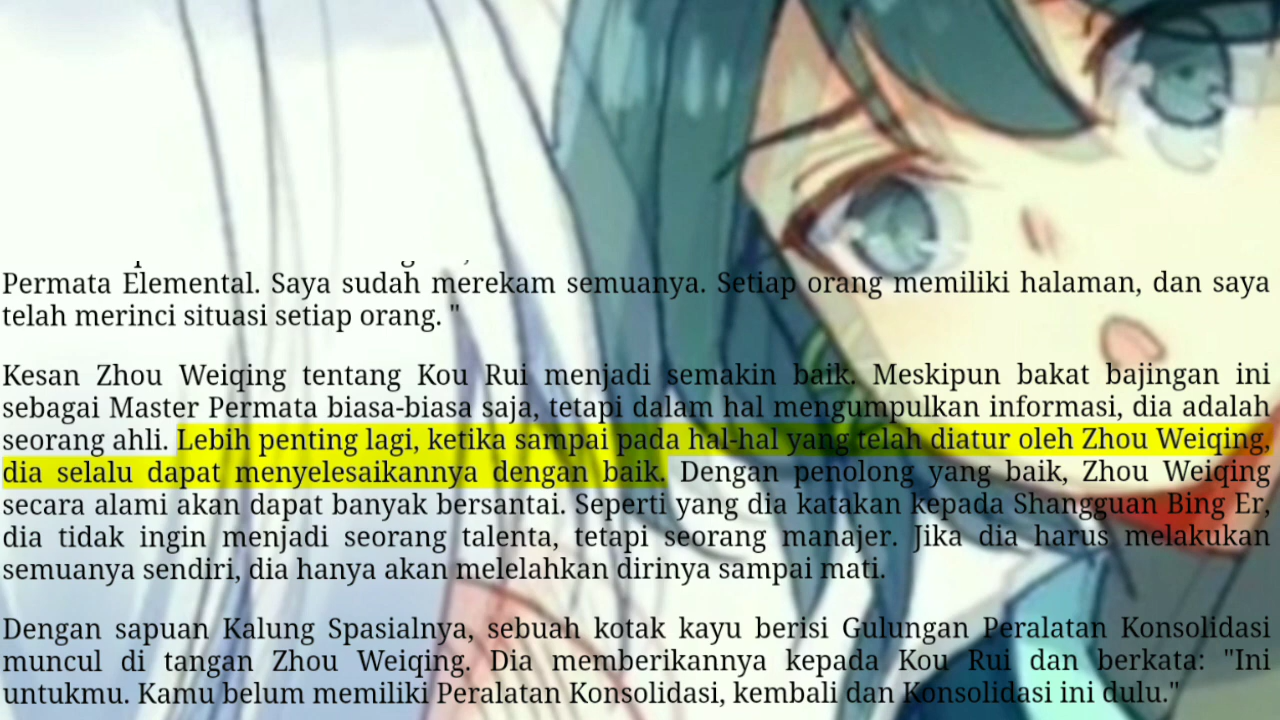 Permata Elemental. Saya sudah merekam semuanya. Setiap orang memiliki halaman, dan saya
telah merinci situasi setiap orang. "
Kesan Zhou Weiqing tentang Kou Rui menjadi semakin baik. Meskipun bakat bajingan ini
sebagai Master Permata biasa-biasa saja, tetapi dalam hal mengumpulkan informasi, dia adalah
seorang ahli. Lebih penting lagi, ketika sampai pada hal-hal yang telah diatur oleh Zhou Weiqing,
dia selalu dapat menyelesaikannya dengan baik. Dengan penolong yang baik, Zhou Weiqing
secara alami akan dapat banyak bersantai. Seperti yang dia katakan kepada Shangguan Bing Er,
dia tidak ingin menjadi seorang talenta, tetapi seorang manajer. Jika dia harus melakukan
semuanya sendiri, dia hanya akan melelahkan dirinya sampai mati.
Dengan sapuan Kalung Spasialnya, sebuah kotak kayu berisi Gulungan Peralatan Konsolidasi
muncul di tangan Zhou Weiqing. Dia memberikannya kepada Kou Rui dan berkata: "Ini
untukmu. Kamu belum memiliki Peralatan Konsolidasi, kembali dan Konsolidasi ini dulu."